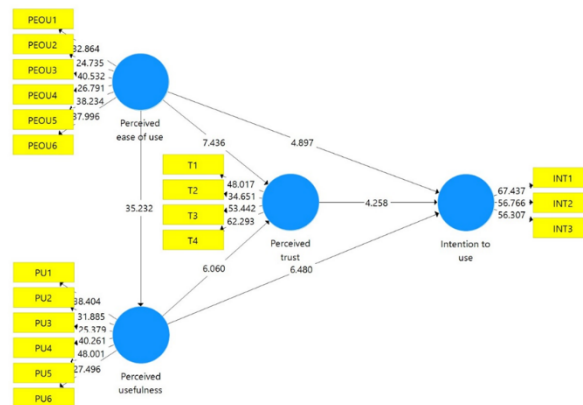 PEOU1
PEOU2
PEOU3
PEOU4
PEOU5
PEOU6
32.864
24.735
40.532
26.791
38.234
37.996
Perceived
ease of use
7.436
4.897
35.232
T1
T2
T3
T4
48.017
34.651
53.442
62.293
Perceived
trust
4.258
Intention to
use
67.437
56.766
56.307
INT1
INT2
INT3
6.060
6.480
PU1
PU2
PU3
PU4
PU5
PU6
38.404
31.885
25.379
40.261
48.001
27.496
Perceived
usefulness